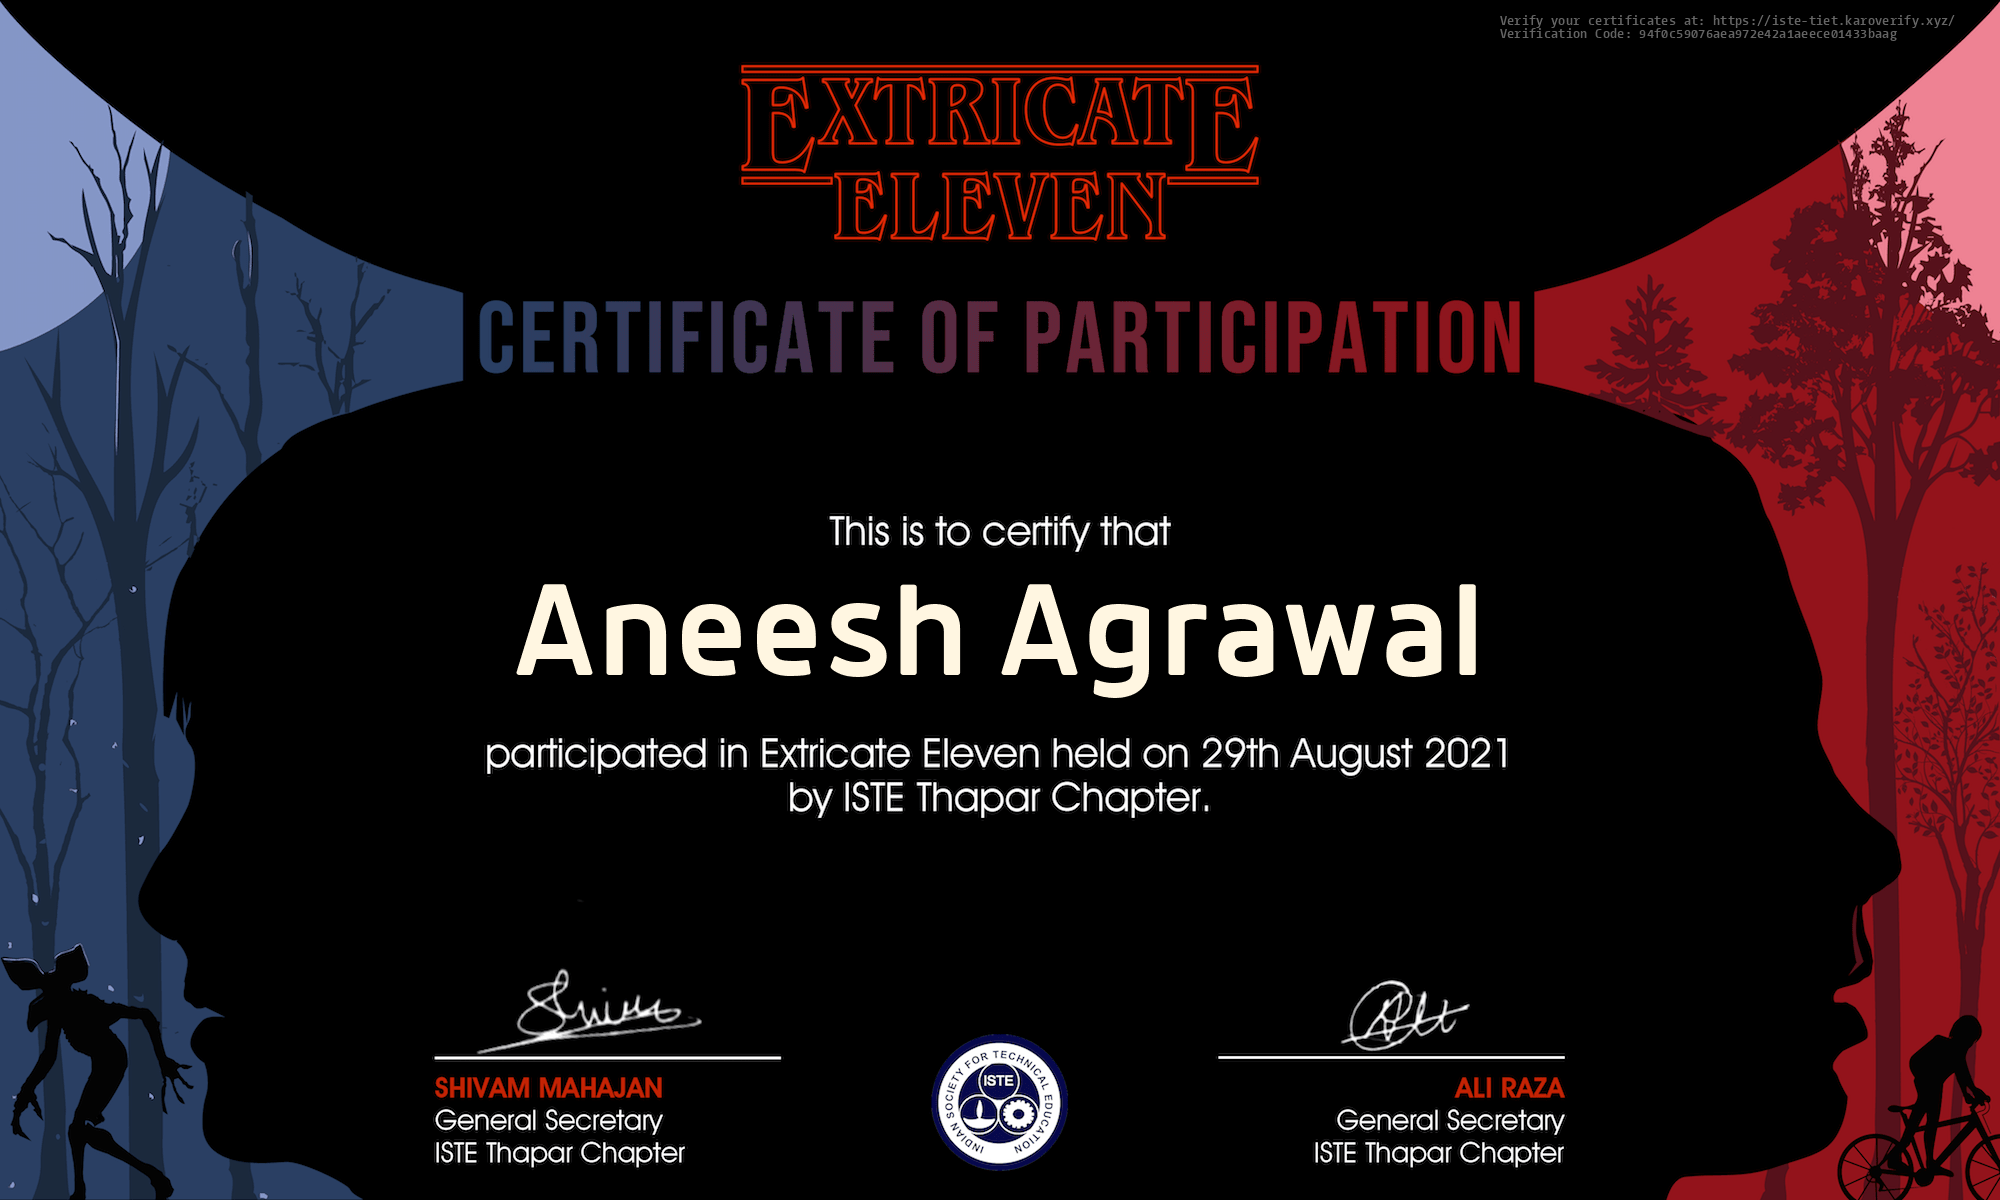 Verify your certificates at: https://iste-tiet.karoverify.xyz/
Verification Code: 94f0c59076aea972e42a1aeece01433baag
EXTRICATE
ELEVEN
CERTIFICATE OF PARTICIPATION
This is to certify that
Aneesh Agrawal
participated in Extricate Eleven held on 29th August 2021
by ISTE Thapar Chapter.
SHIVAM MAHAJAN
General Secretary
ISTE Thapar Chapter
INDIAN SOCIETY FOR TECHNICAL EDUCATION
ISTE
ALI RAZA
General Secretary
ISTE Thapar Chapter